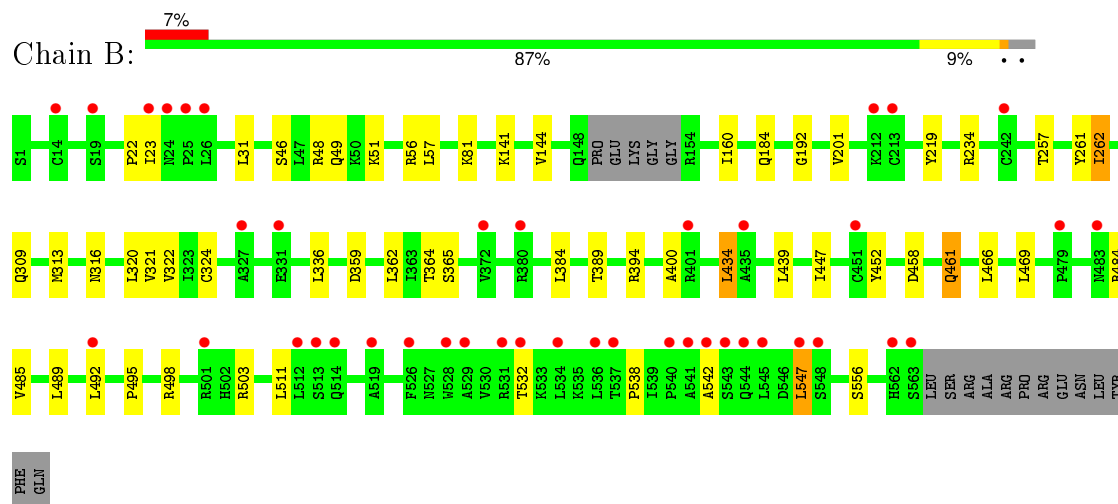 7%
Chain B:
87% 9% • •
S1 C14 S19 P22 I23 N24 P25 L26 L31 S46 L47 R48 Q49 K50 K51 R56 L57 K81 K141 V144 Q148 PRO GLU LYS GLY GLY R154 I160 Q184 G192 V201 K212 C213 Y219 R234 C242 T257 Y261 I262
Q309 M313 N316 L320 V321 V322 I323 C324 A327 E331 L336 D359 L362 I363 T364 S365 V372 R380 L384 T389 R394 A400 R401 L434 A435 L439 I447 C451 Y452 D458 Q461 L466 L469 P479 N483
V485 L489 L492 P495 R498 R501 H502 R503 L511 L512 S513 Q514 A519 F526 N527 W528 A529 V530 R531 T532 K533 L534 K535 L536 T537 P538 I539 P540 A541 A542 S543 Q544 L545 D546 L547 S548 S556 H562 S563 LEU SER ARG ALA ARG PRO ARG GLU ASN LEU TYR
PHE GLN